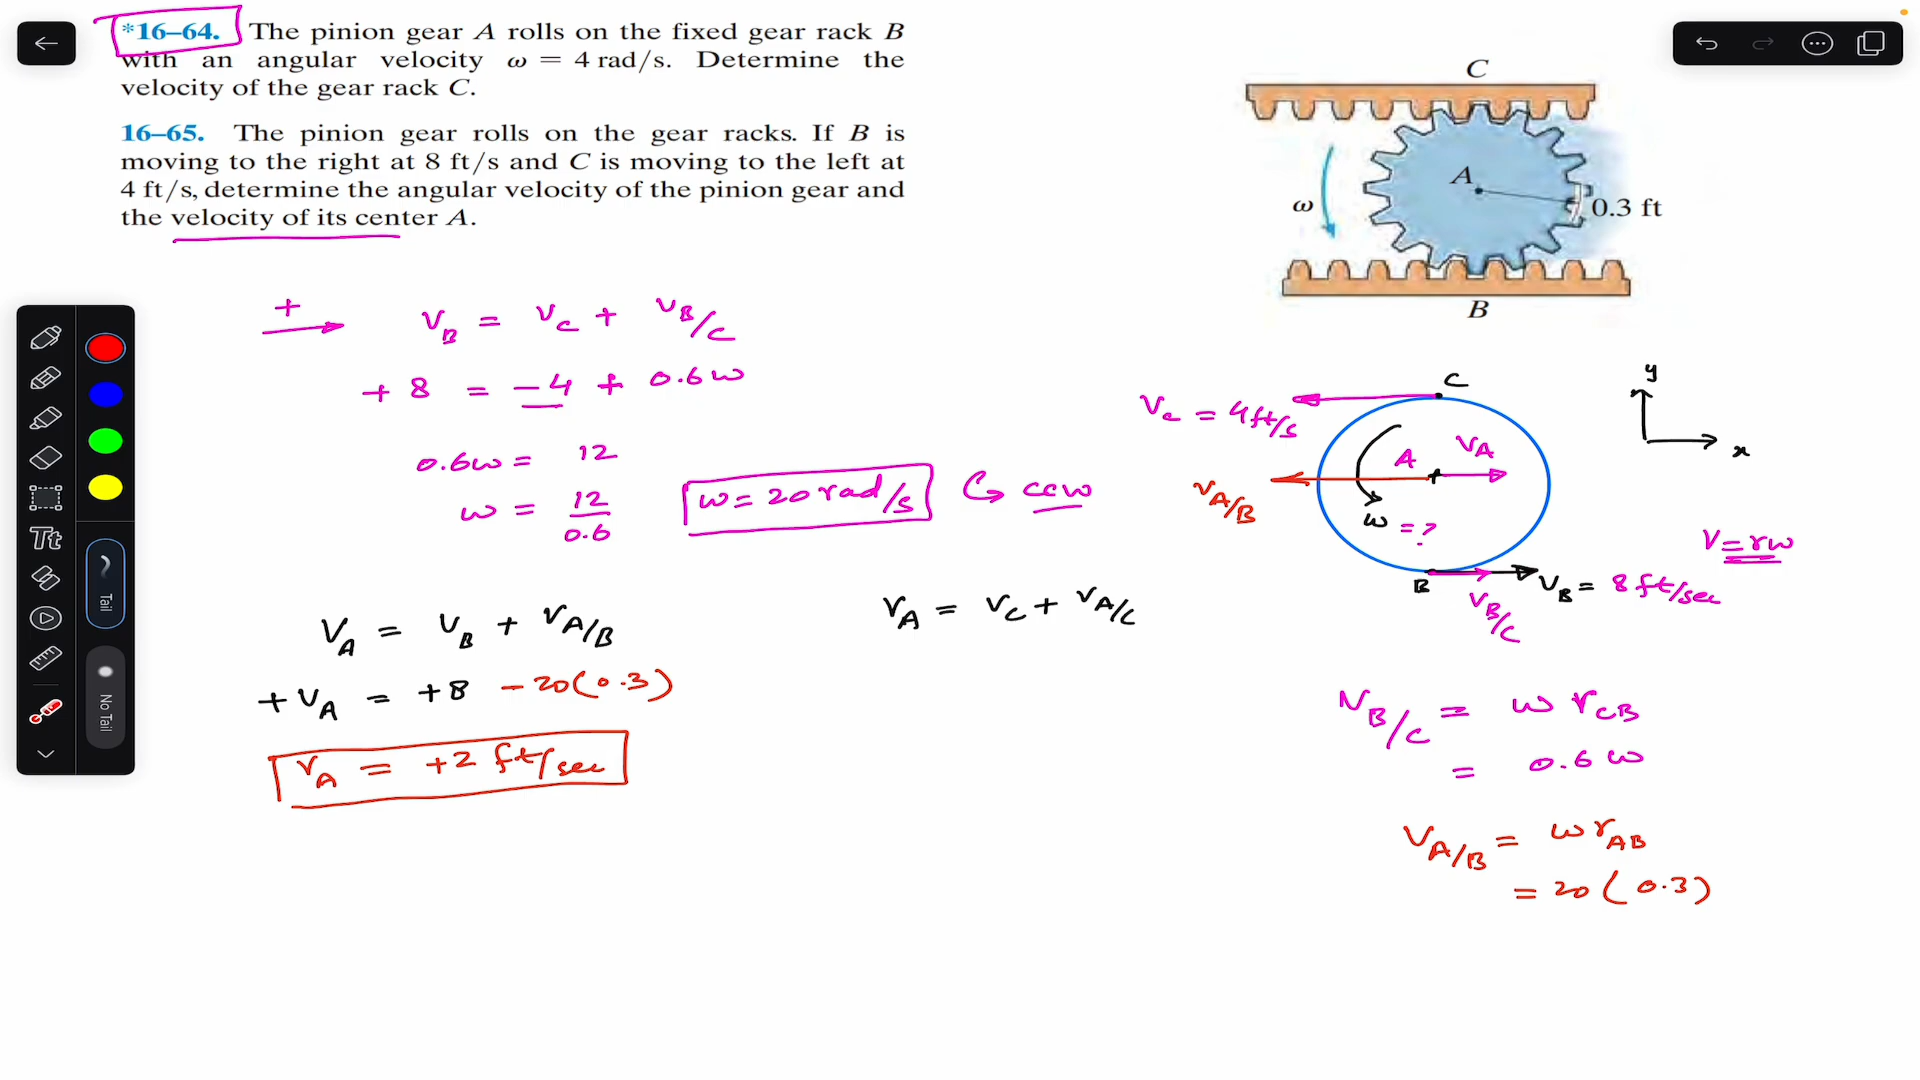 *16–64. The pinion gear A rolls on the fixed gear rack B
with an angular velocity ω = 4 rad/s. Determine the
velocity of the gear rack C.
16–65. The pinion gear rolls on the gear racks. If B is
moving to the right at 8 ft/s and C is moving to the left at
4 ft/s, determine the angular velocity of the pinion gear and
the velocity of its center A.
C
A
ω
0.3 ft
B
+
V_B = V_C + V_B/C
+ 8 = -4 + 0.6ω
0.6ω = 12
ω = 12/0.6
ω = 20 rad/s
ccw
V_A = V_B + V_A/B
+V_A = +8 - 20(0.3)
V_A = +2 ft/sec
V_A = V_C + V_A/C
C
V_C = 4 ft/s
A
V_A
V_A/B
ω = ?
B
V_B = 8 ft/sec
V_B/C
y
x
V = rω
V_B/C = ω r_CB
= 0.6 ω
V_A/B = ω r_AB
= 20 (0.3)
Tt
Tail
No Tail